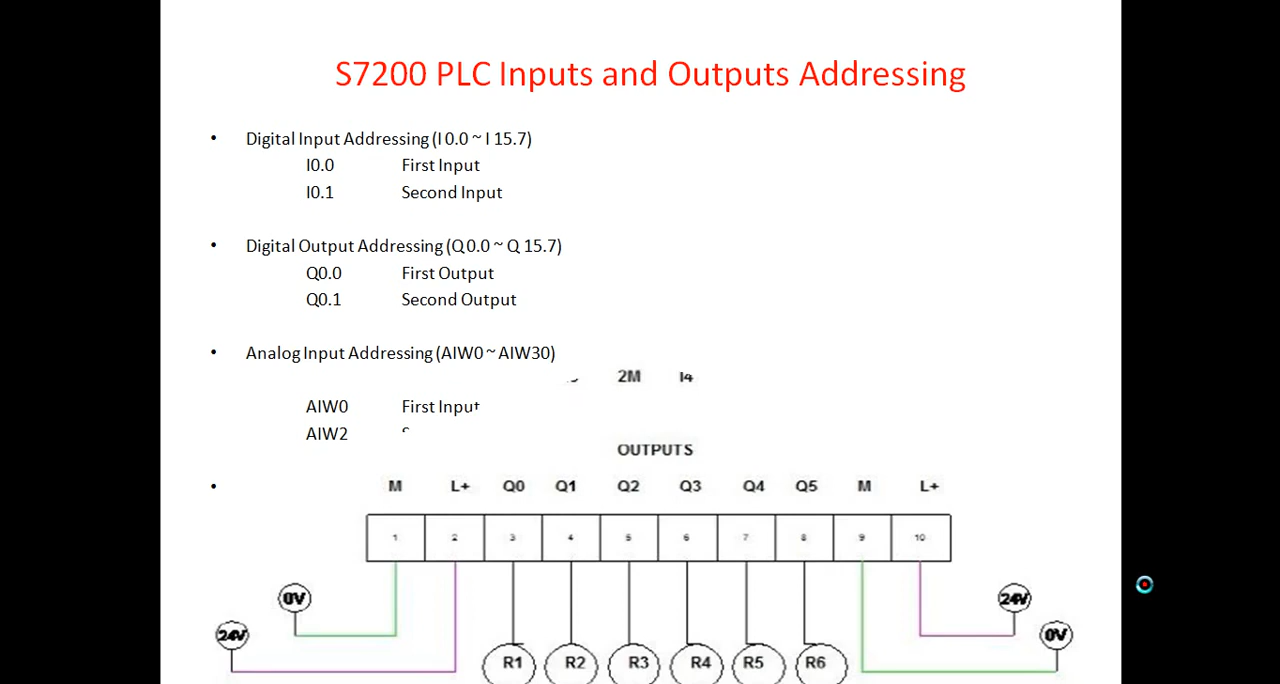 S7200 PLC Inputs and Outputs Addressing
• Digital Input Addressing (I 0.0 ~ I 15.7)
I0.0 First Input
I0.1 Second Input
• Digital Output Addressing (Q 0.0 ~ Q 15.7)
Q0.0 First Output
Q0.1 Second Output
• Analog Input Addressing (AIW0 ~ AIW30)
2M I4
AIW0 First Input
AIW2
OUTPUTS
• M L+ Q0 Q1 Q2 Q3 Q4 Q5 M L+
1 2 3 4 5 6 7 8 9 10
0V 24V
24V 0V
R1 R2 R3 R4 R5 R6